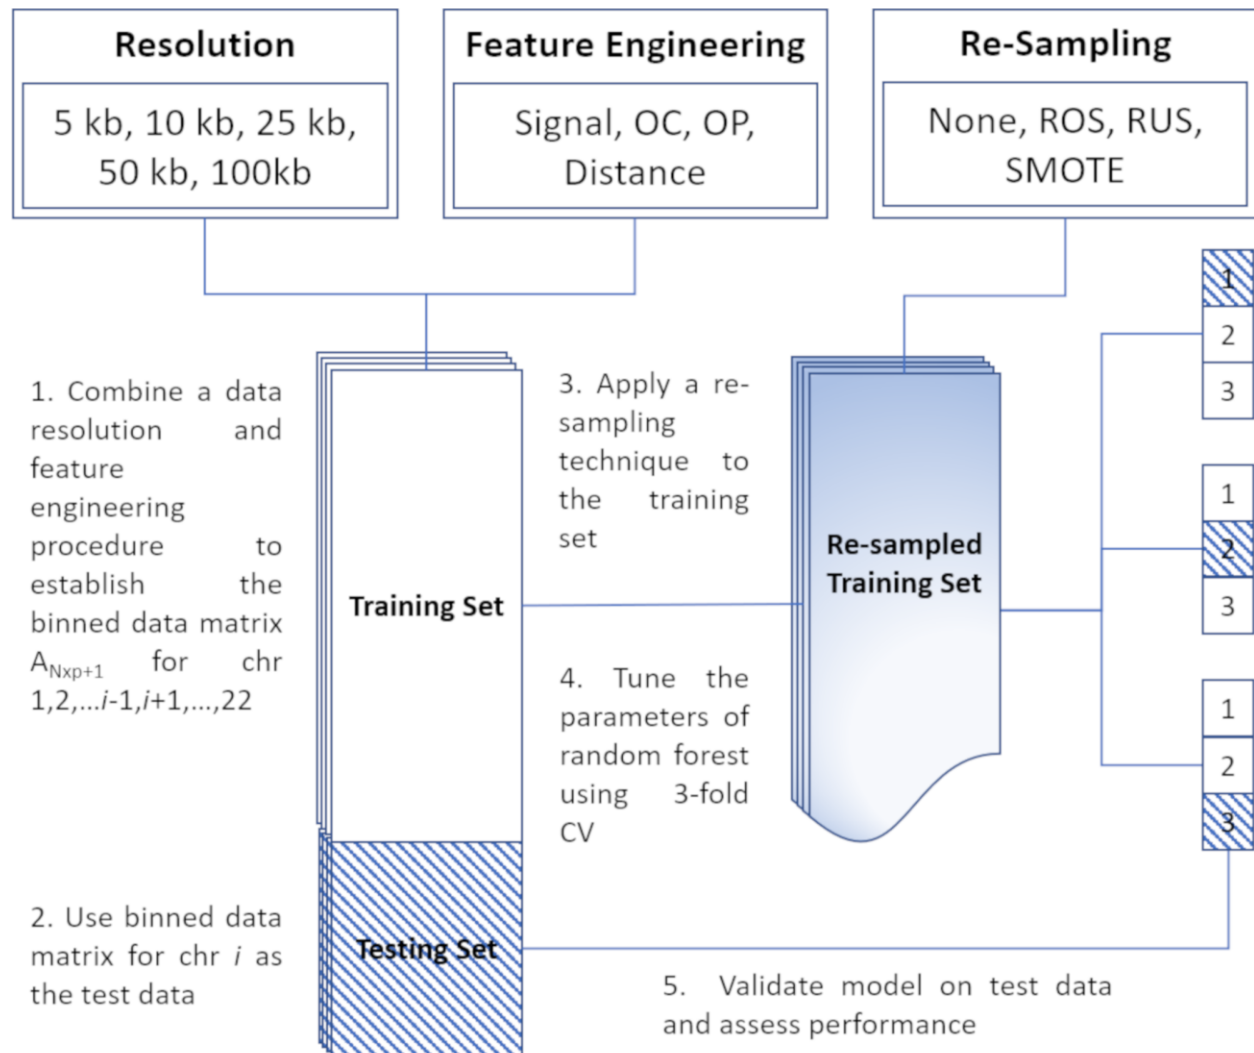 Resolution
5 kb, 10 kb, 25 kb,
50 kb, 100kb
Feature Engineering
Signal, OC, OP,
Distance
Re-Sampling
None, ROS, RUS,
SMOTE
1. Combine a data
resolution and
feature
engineering
procedure to
establish the
binned data matrix
A_{Nxp+1} for chr
1,2,...i-1,i+1,...,22
2. Use binned data
matrix for chr i as
the test data
Training Set
Testing Set
3. Apply a re-
sampling
technique to
the training
set
4. Tune the
parameters of
random forest
using 3-fold
CV
Re-sampled
Training Set
1
2
3
1
2
3
1
2
3
5. Validate model on test data
and assess performance